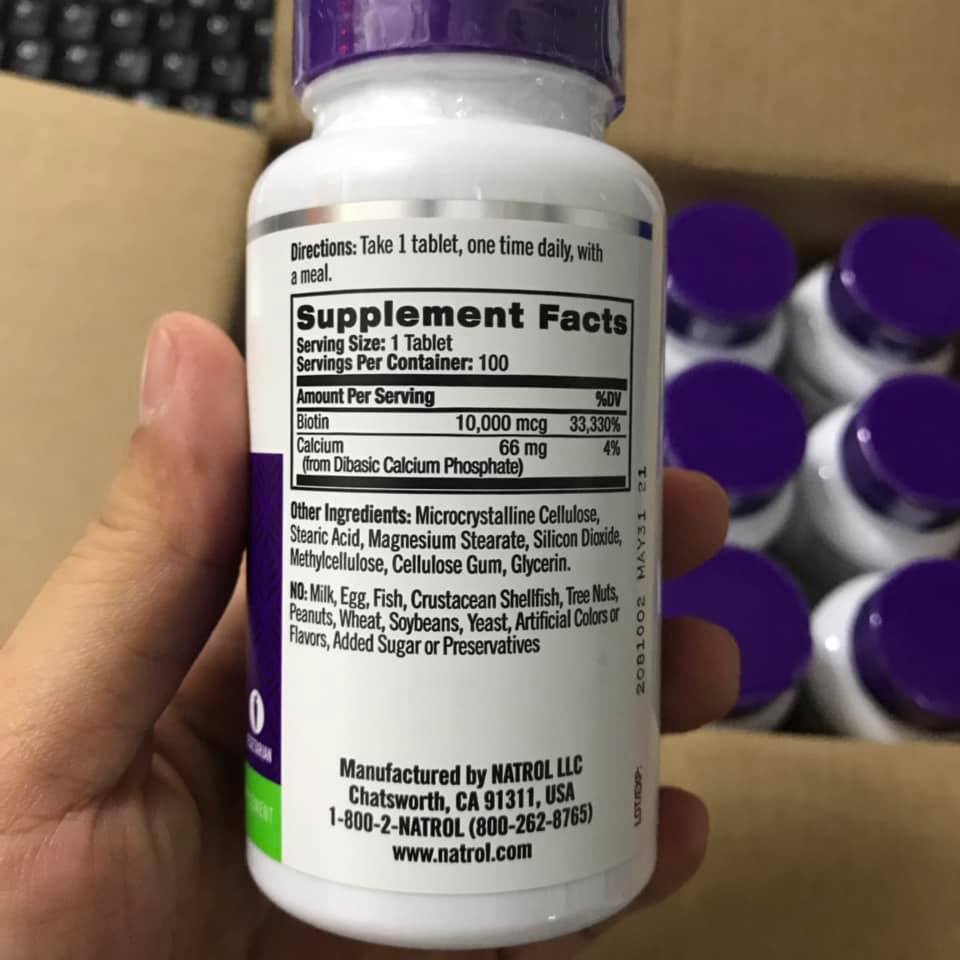 Directions: Take 1 tablet, one time daily, with
a meal.
Supplement Facts
Serving Size: 1 Tablet
Servings Per Container: 100
Amount Per Serving %DV
Biotin 10,000 mcg 33,330%
Calcium 66 mg 4%
(from Dibasic Calcium Phosphate)
Other Ingredients: Microcrystalline Cellulose,
Stearic Acid, Magnesium Stearate, Silicon Dioxide,
Methylcellulose, Cellulose Gum, Glycerin.
NO: Milk, Egg, Fish, Crustacean Shellfish, Tree Nuts,
Peanuts, Wheat, Soybeans, Yeast, Artificial Colors or
Flavors, Added Sugar or Preservatives
Manufactured by NATROL LLC
Chatsworth, CA 91311, USA
1-800-2-NATROL (800-262-8765)
www.natrol.com
LOT/EXP:
2081002 MAY31 21